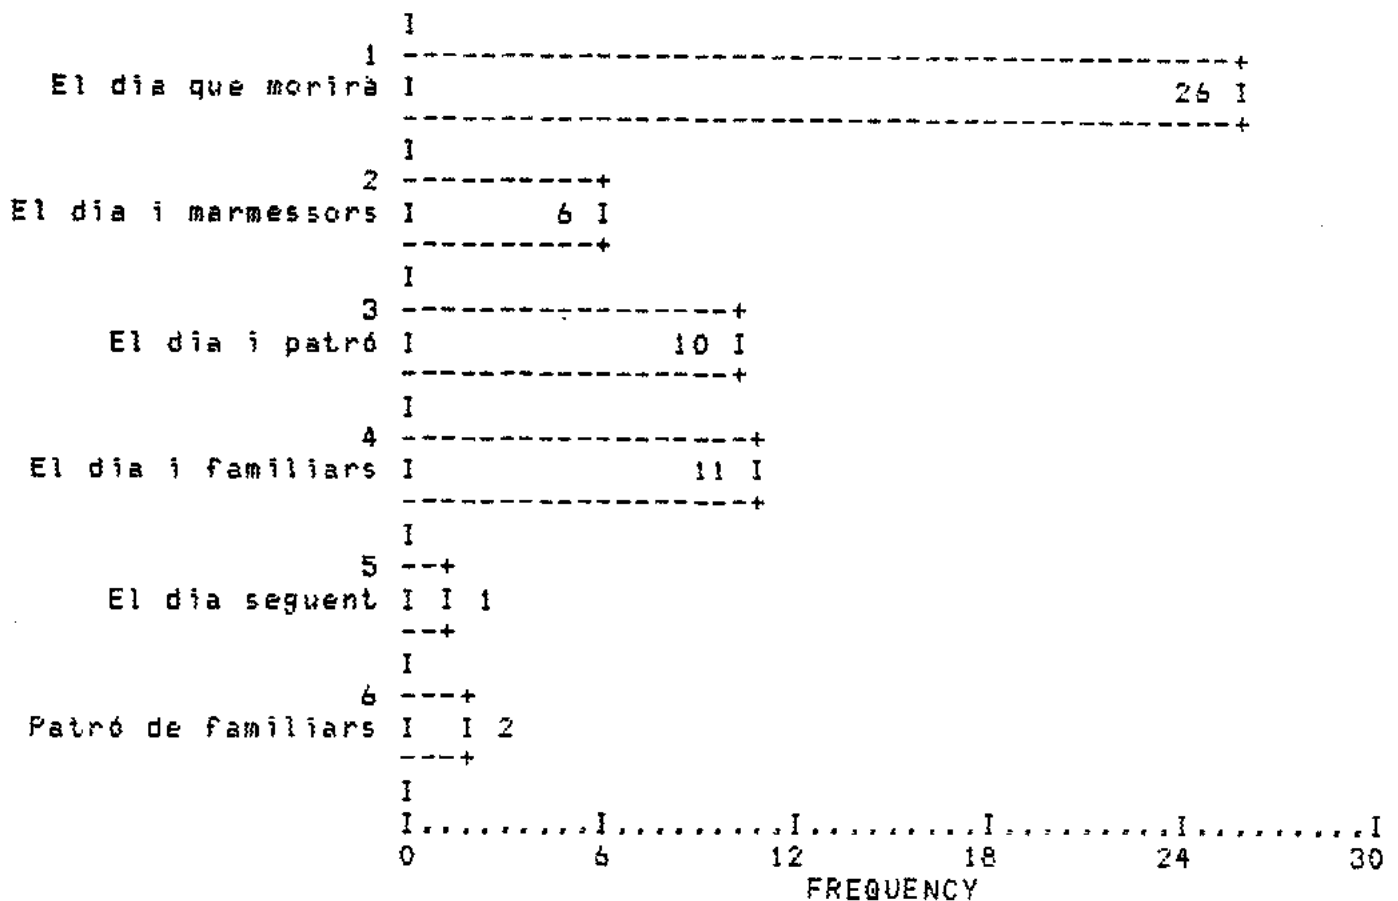 1
El dia que morirà
26
2
El dia i marmessors
6
3
El dia i patró
10
4
El dia i familiars
11
5
El dia seguent
1
6
Patró de familiars
2
0 6 12 18 24 30
FREQUENCY